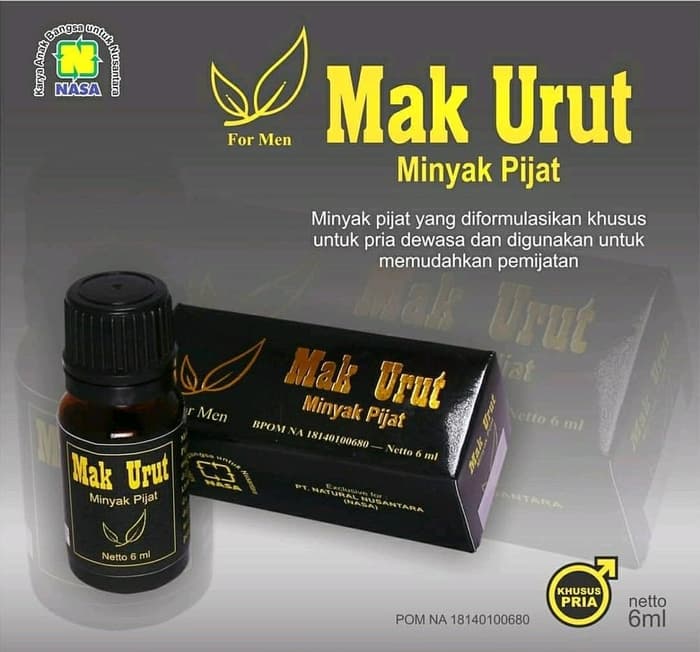 Karya Anak Bangsa untuk Nusantara
NASA
For Men
Mak Urut
Minyak Pijat
Minyak pijat yang diformulasikan khusus
untuk pria dewasa dan digunakan untuk
memudahkan pemijatan
For Men
Mak Urut
Minyak Pijat
BPOM NA 18140100680 — Netto 6 ml
Bangsa untuk Nusantara
NASA
Exclusive for
PT. NATURAL NUSANTARA
(NASA)
Mak Urut
Mak Urut
Minyak Pijat
Netto 6 ml
KHUSUS
PRIA
netto
6ml
POM NA 18140100680